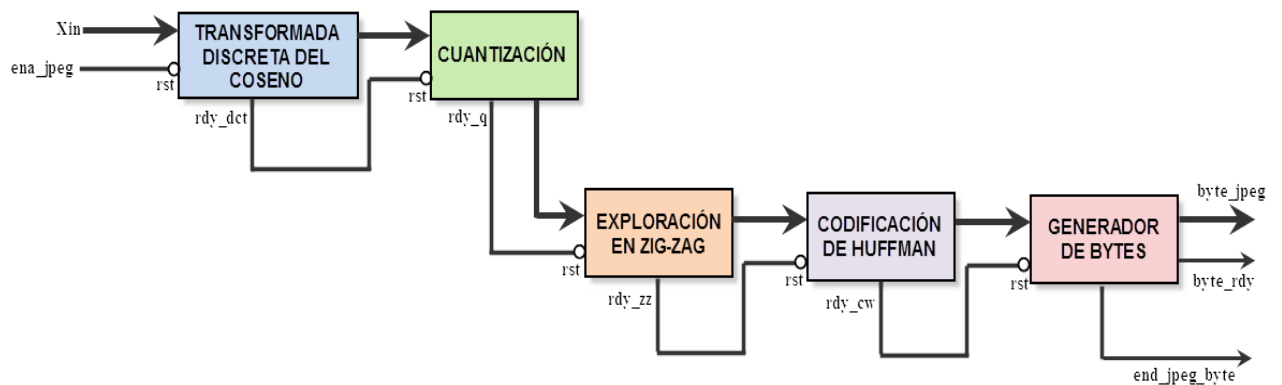 Xin
ena_jpeg
rst
TRANSFORMADA
DISCRETA DEL
COSENO
rdy_dct
CUANTIZACIÓN
rst
rdy_q
EXPLORACIÓN
EN ZIG-ZAG
rst
rdy_zz
CODIFICACIÓN
DE HUFFMAN
rst
rdy_cw
GENERADOR
DE BYTES
rst
byte_jpeg
byte_rdy
end_jpeg_byte